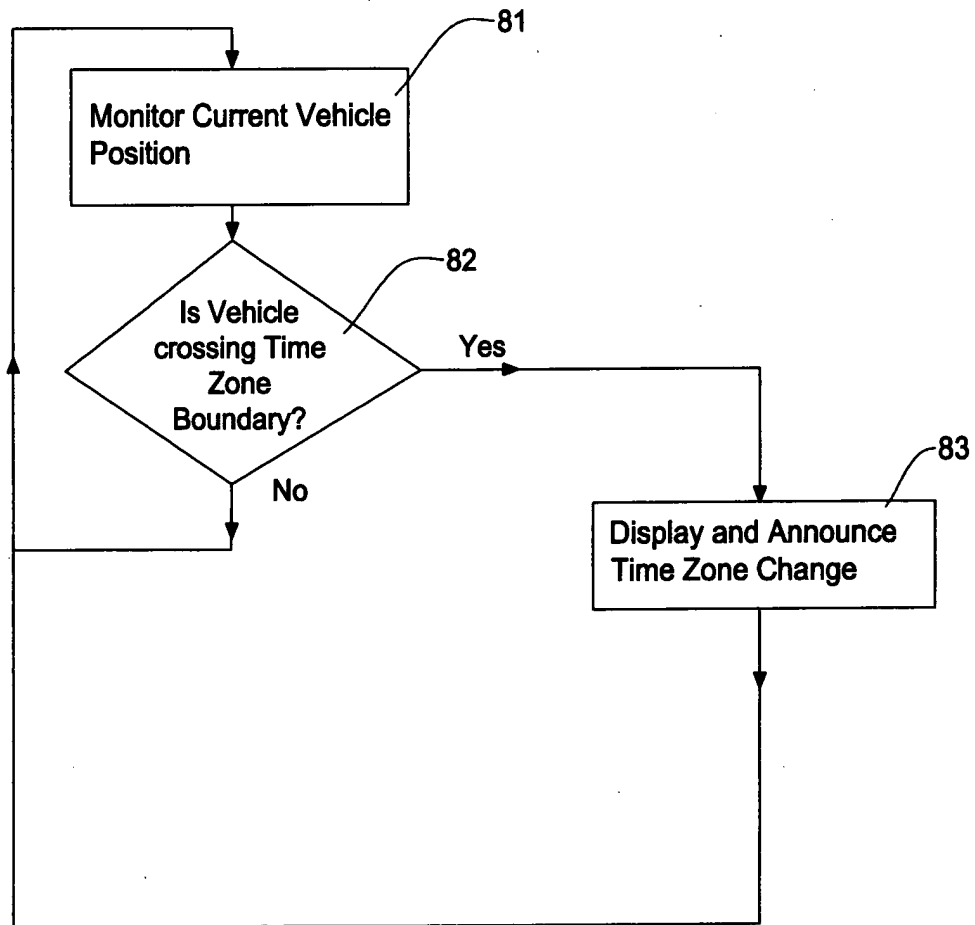 81
Monitor Current Vehicle
Position
82
Is Vehicle
crossing Time
Zone
Boundary?
Yes
No
83
Display and Announce
Time Zone Change